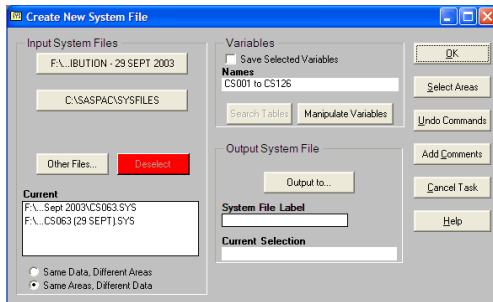 Create New System File
Input System Files
F:\...IBUTION - 29 SEPT 2003
C:\SASPAC\SYSFILES
Other Files...
Deselect
Current
F:\...Sept 2003\CS063.SYS
F:\...CS063 (29 SEPT).SYS
Same Data, Different Areas
Same Areas, Different Data
Variables
Save Selected Variables
Names
CS001 to CS126
Search Tables
Manipulate Variables
Output System File
Output to...
System File Label
Current Selection
OK
Select Areas
Undo Commands
Add Comments
Cancel Task
Help